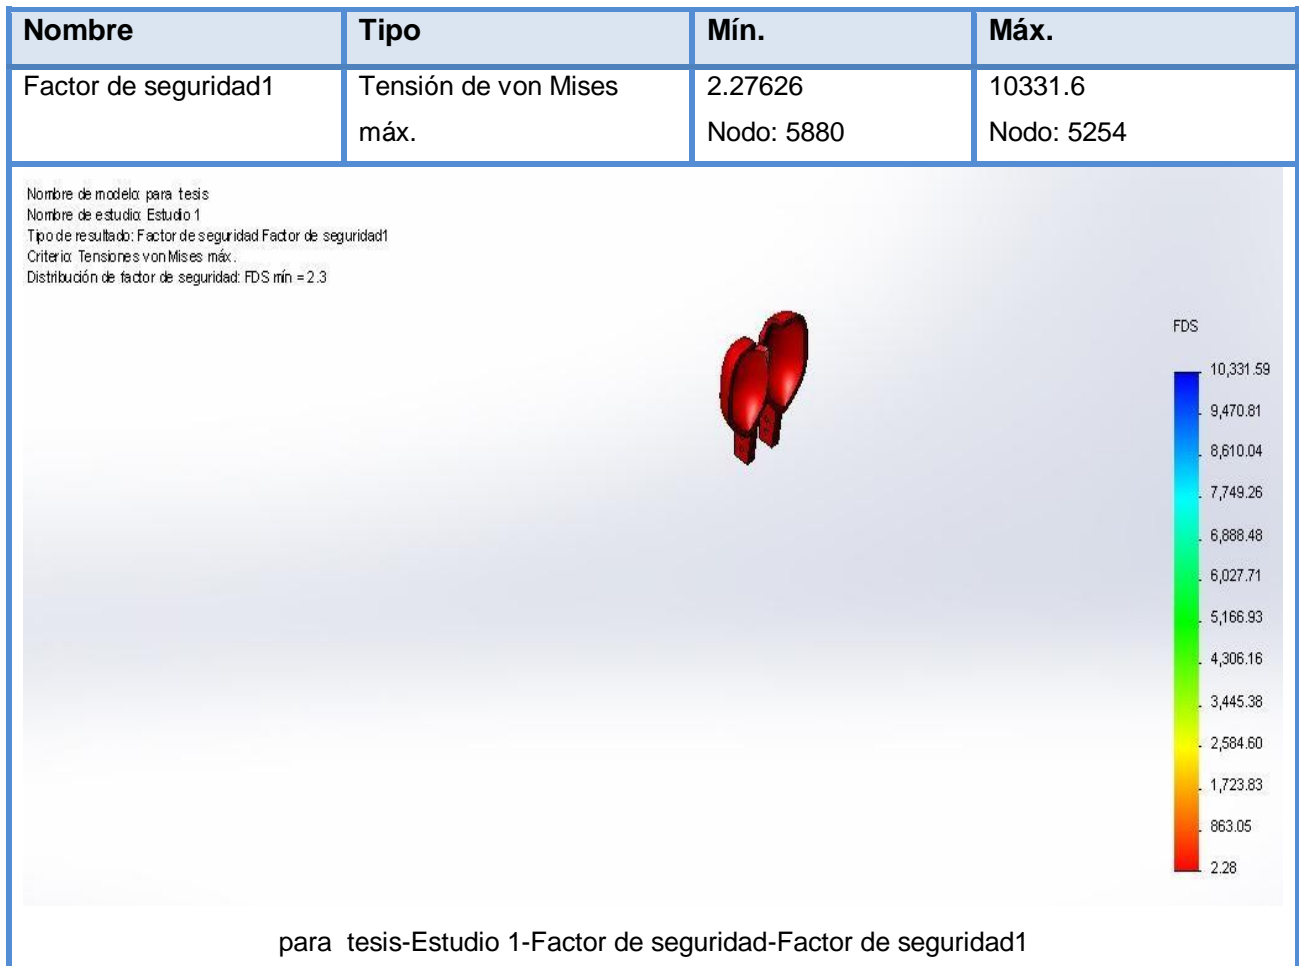 Nombre Tipo Mín. Máx.
Factor de seguridad1 Tensión de von Mises 2.27626 10331.6
máx. Nodo: 5880 Nodo: 5254
Nombre de modelo: para tesis
Nombre de estudio: Estudio 1
Tipo de resultado: Factor de seguridad Factor de seguridad1
Criterio: Tensiones von Mises máx.
Distribución de factor de seguridad: FDS mín = 2.3
FDS
10,331.59
9,470.81
8,610.04
7,749.26
6,888.48
6,027.71
5,166.93
4,306.16
3,445.38
2,584.60
1,723.83
863.05
2.28
para tesis-Estudio 1-Factor de seguridad-Factor de seguridad1